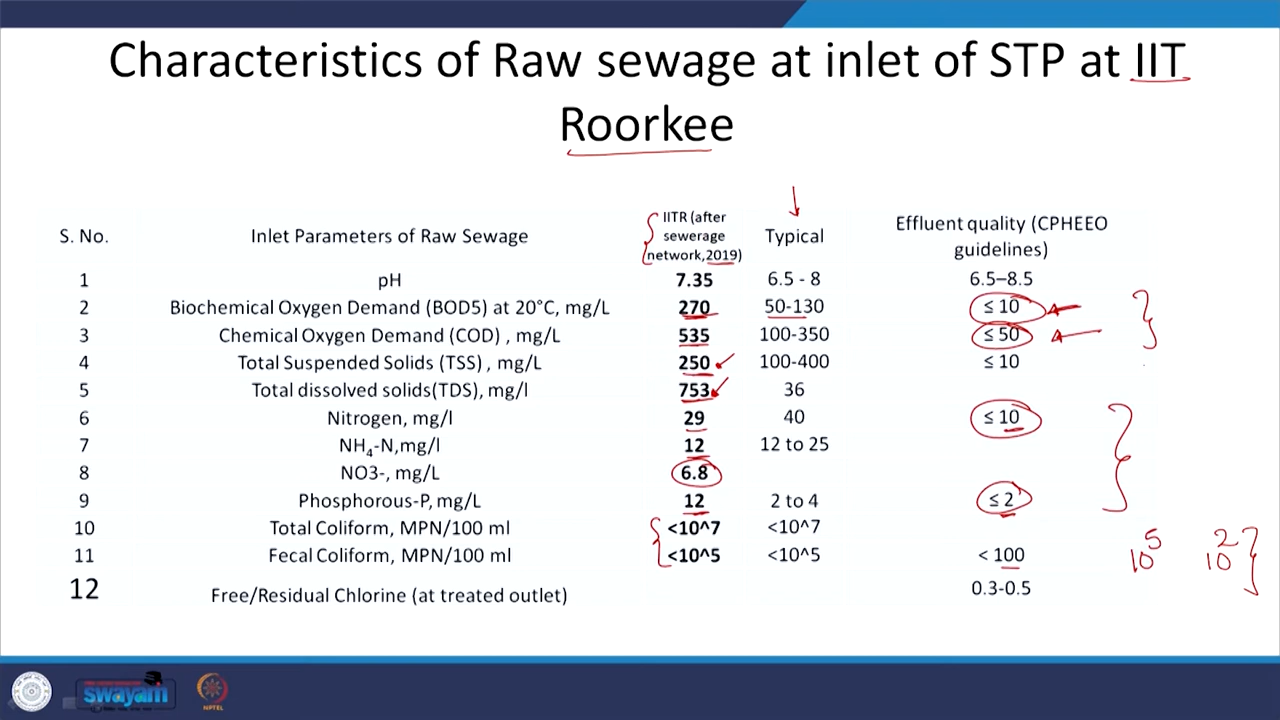 Characteristics of Raw sewage at inlet of STP at IIT
Roorkee
S. No. Inlet Parameters of Raw Sewage IITR (after sewerage network,2019) Typical Effluent quality (CPHEEO guidelines)
1 pH 7.35 6.5 - 8 6.5–8.5
2 Biochemical Oxygen Demand (BOD5) at 20°C, mg/L 270 50-130 ≤ 10
3 Chemical Oxygen Demand (COD) , mg/L 535 100-350 ≤ 50
4 Total Suspended Solids (TSS) , mg/L 250 100-400 ≤ 10
5 Total dissolved solids(TDS), mg/l 753 36
6 Nitrogen, mg/l 29 40 ≤ 10
7 NH4-N,mg/l 12 12 to 25
8 NO3-, mg/L 6.8
9 Phosphorous-P, mg/L 12 2 to 4 ≤ 2
10 Total Coliform, MPN/100 ml <10^7 <10^7
11 Fecal Coliform, MPN/100 ml <10^5 <10^5 < 100 10^5 10^2
12 Free/Residual Chlorine (at treated outlet) 0.3-0.5
swayam
NPTEL